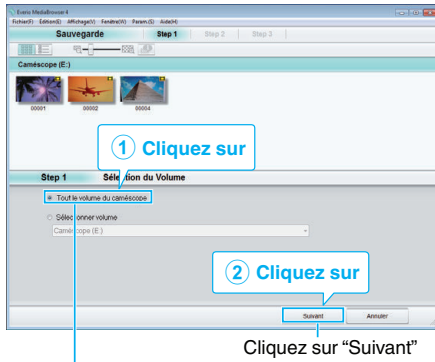 Everio MediaBrowser 4
Fichier(F) Édition(E) Affichage(V) Fenêtre(W) Param.(S) Aide(H)
Sauvegarde Step 1 Step 2 Step 3
Caméscope (E:)
00001 00002 00004
1 Cliquez sur
Step 1 Sélection du Volume
Tout le volume du caméscope
Sélectionner volume
Caméscope (E:)
2 Cliquez sur
Suivant Annuler
Cliquez sur “Suivant”